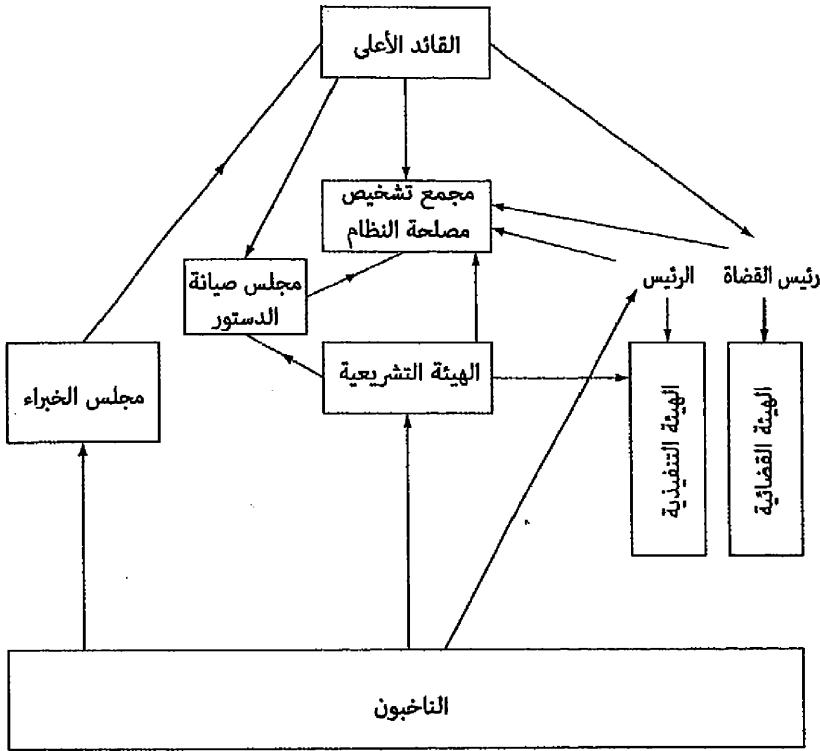 القائد الأعلى
مجمع تشخيص
مصلحة النظام
رئيس القضاة
الرئيس
مجلس صيانة
الدستور
الهيئة التشريعية
مجلس الخبراء
الهيئة التنفيذية
الهيئة القضائية
الناخبون